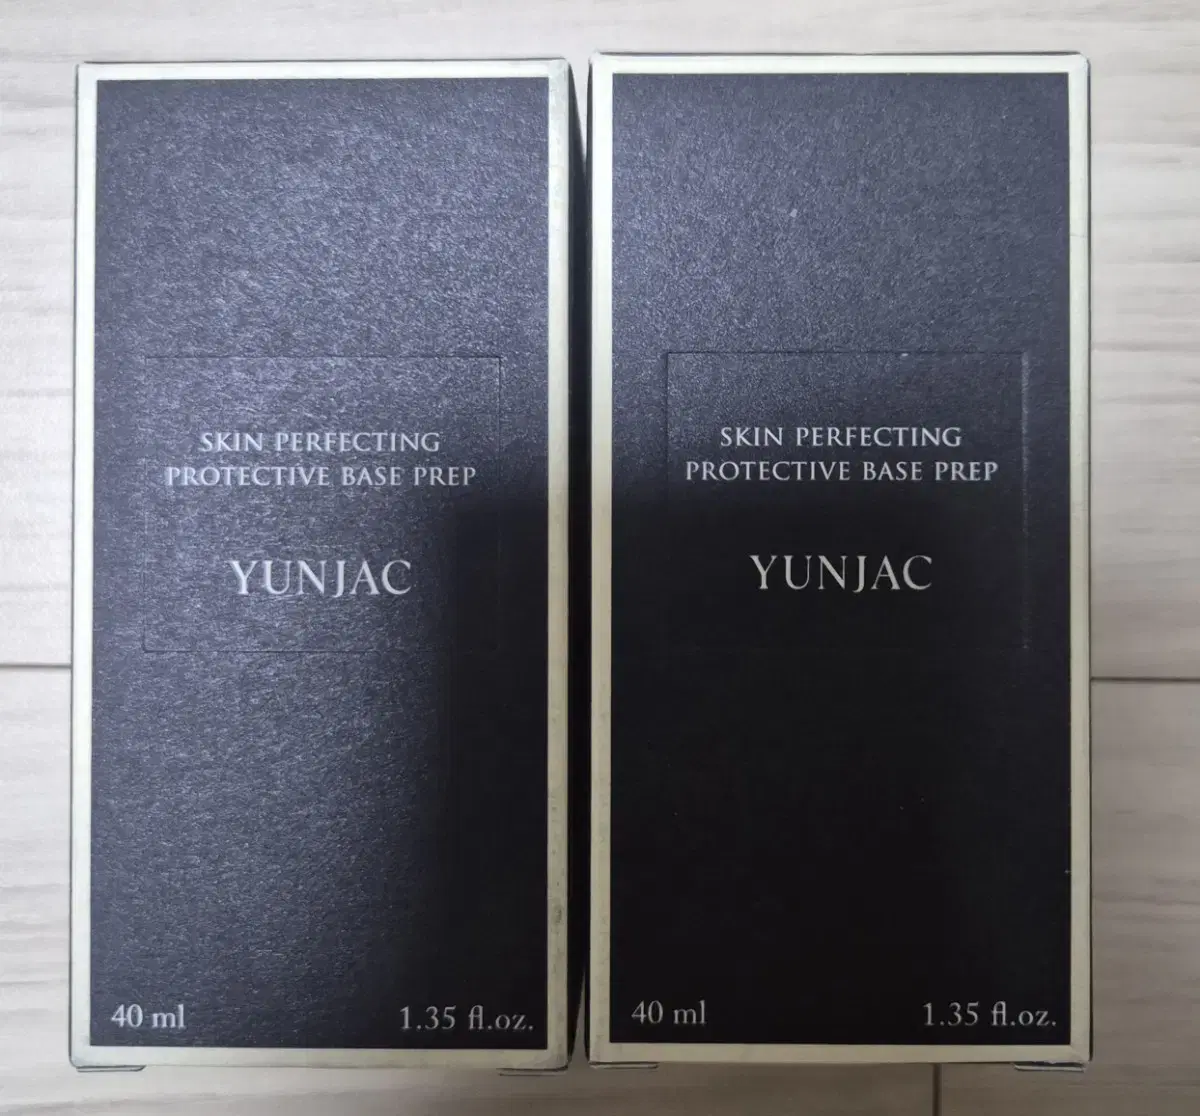 SKIN PERFECTING
PROTECTIVE BASE PREP
YUNJAC
40 ml 1.35 fl.oz.
SKIN PERFECTING
PROTECTIVE BASE PREP
YUNJAC
40 ml 1.35 fl.oz.